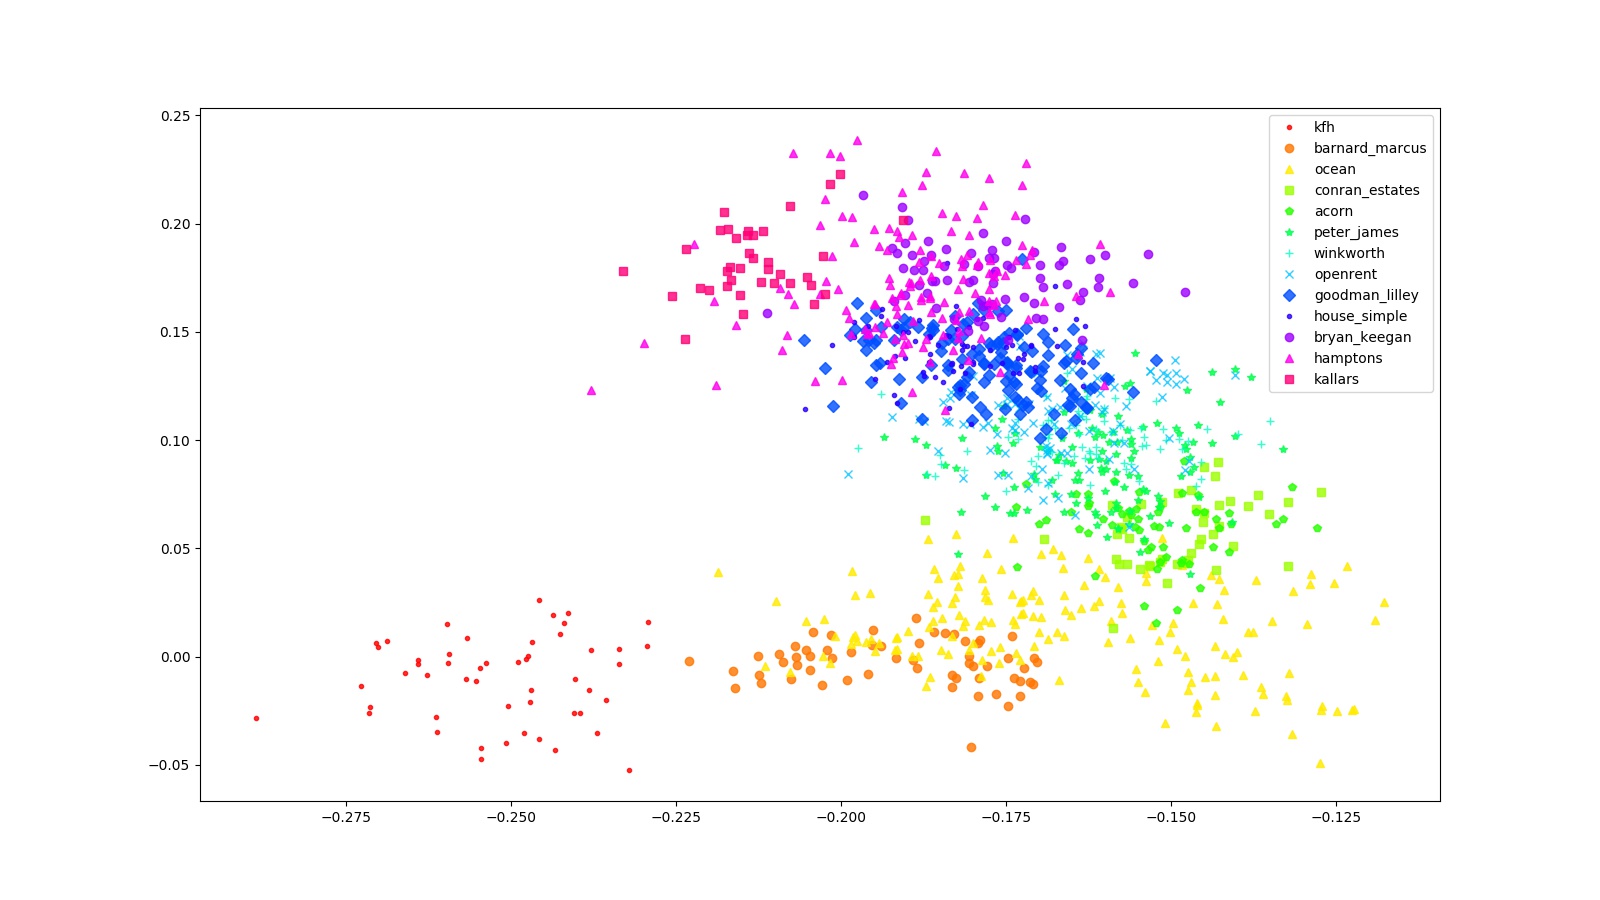 0.25
0.20
0.15
0.10
0.05
0.00
−0.05
−0.275
−0.250
−0.225
−0.200
−0.175
−0.150
−0.125
kfh
barnard_marcus
ocean
conran_estates
acorn
peter_james
winkworth
openrent
goodman_lilley
house_simple
bryan_keegan
hamptons
kallars